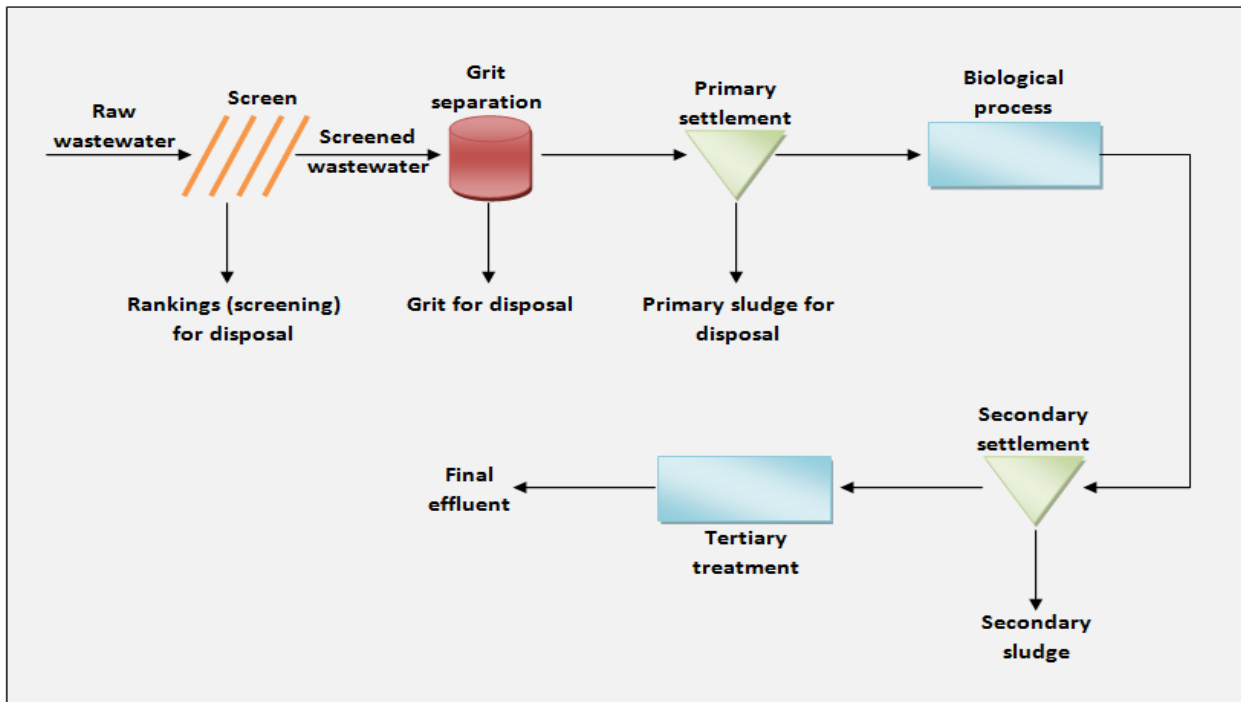 Raw
wastewater
Screen
Screened
wastewater
Grit
separation
Primary
settlement
Biological
process
Rankings (screening)
for disposal
Grit for disposal
Primary sludge for
disposal
Secondary
settlement
Final
effluent
Tertiary
treatment
Secondary
sludge